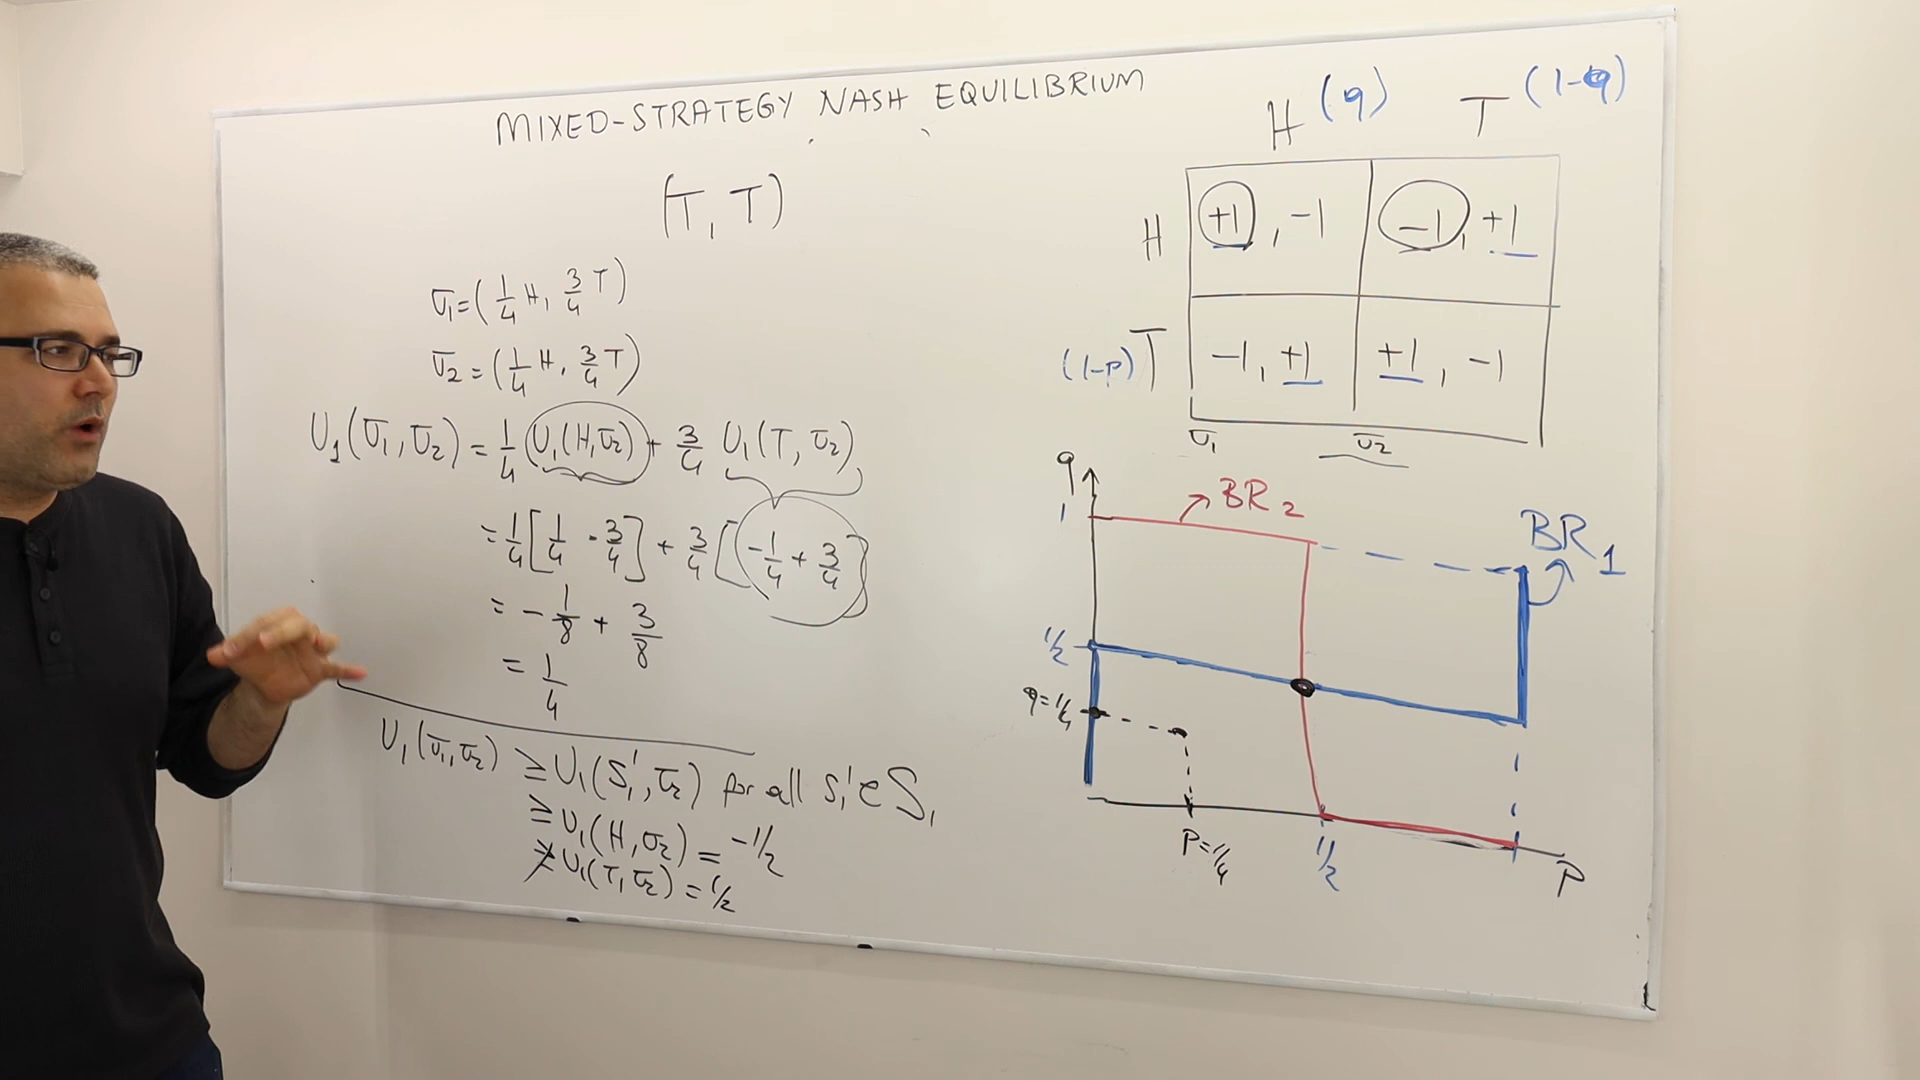 MIXED-STRATEGY NASH EQUILIBRIUM
(T, T)
σ1=(1/4 H, 3/4 T)
σ2=(1/4 H, 3/4 T)
U1(σ1,σ2)=1/4 U1(H,σ2)+3/4 U1(T,σ2)
=1/4[1/4 - 3/4]+3/4[-1/4+3/4]
=-1/8+3/8
=1/4
U1(σ1,σ2) ≥U1(S1',σ2) for all S1'∈S1
≥U1(H,σ2)=-1/2
≱U1(T,σ2)=1/2
H (q) T (1-q)
H +1, -1 -1, +1
(1-p) T -1, +1 +1, -1
σ1 σ2
q
1
BR2
BR1
1/2
q=1/4
P=1/4
1/2
P